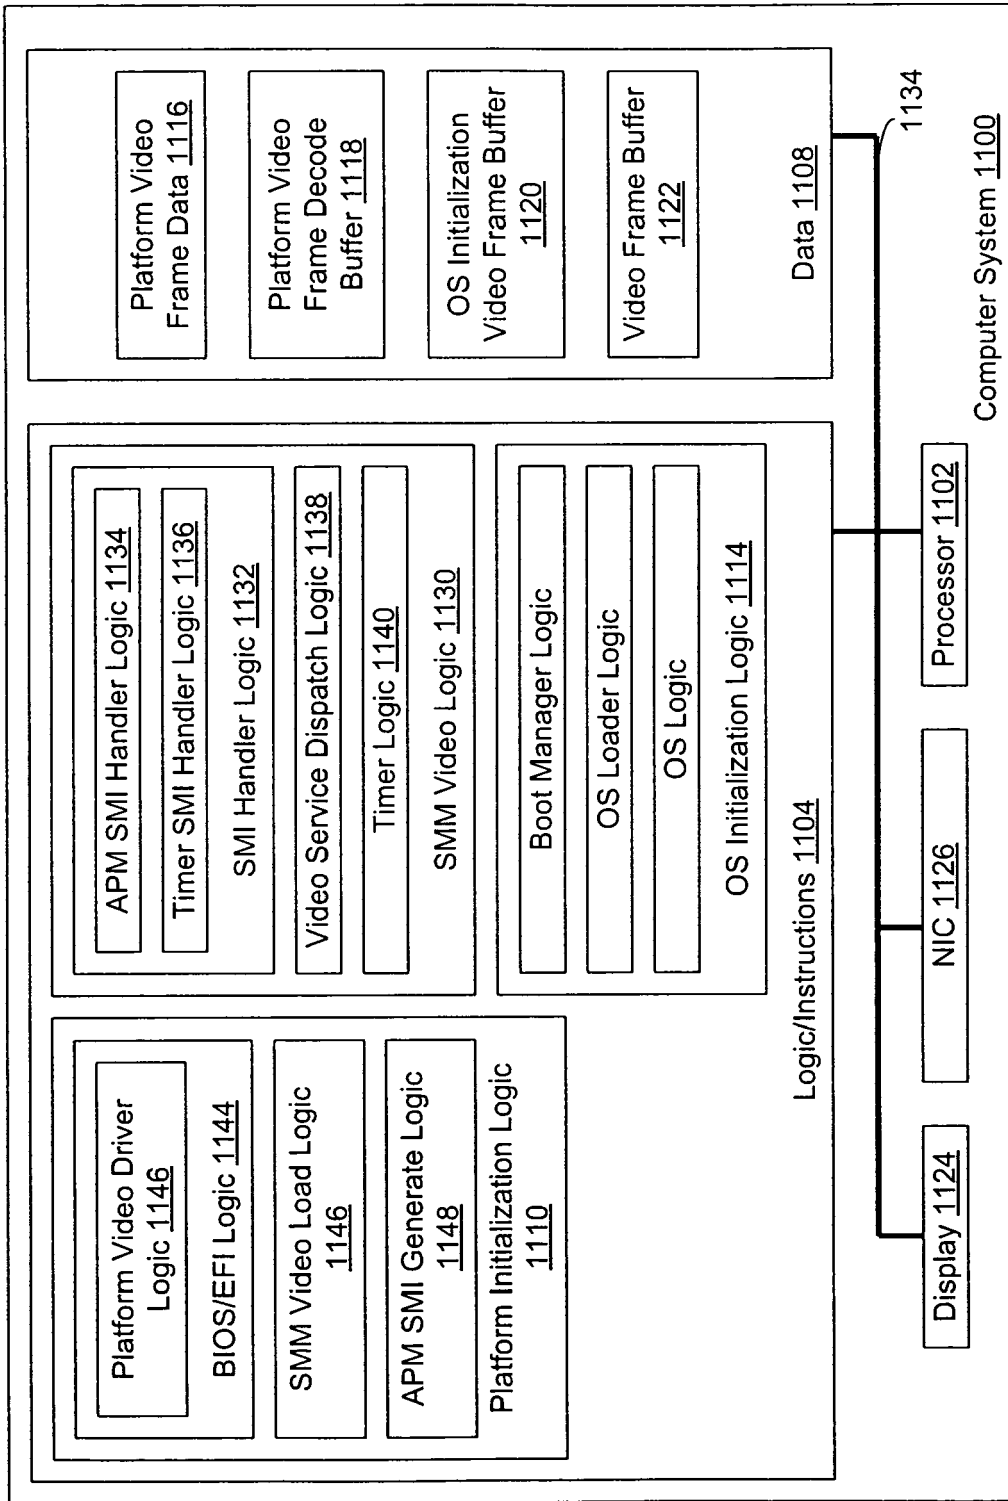 Platform Video Driver
Logic 1146
BIOS/EFI Logic 1144
SMM Video Load Logic
1146
APM SMI Generate Logic
1148
Platform Initialization Logic
1110
APM SMI Handler Logic 1134
Timer SMI Handler Logic 1136
SMI Handler Logic 1132
Video Service Dispatch Logic 1138
Timer Logic 1140
SMM Video Logic 1130
Boot Manager Logic
OS Loader Logic
OS Logic
OS Initialization Logic 1114
Logic/Instructions 1104
Platform Video
Frame Data 1116
Platform Video
Frame Decode
Buffer 1118
OS Initialization
Video Frame Buffer
1120
Video Frame Buffer
1122
Data 1108
1134
Display 1124
NIC 1126
Processor 1102
Computer System 1100